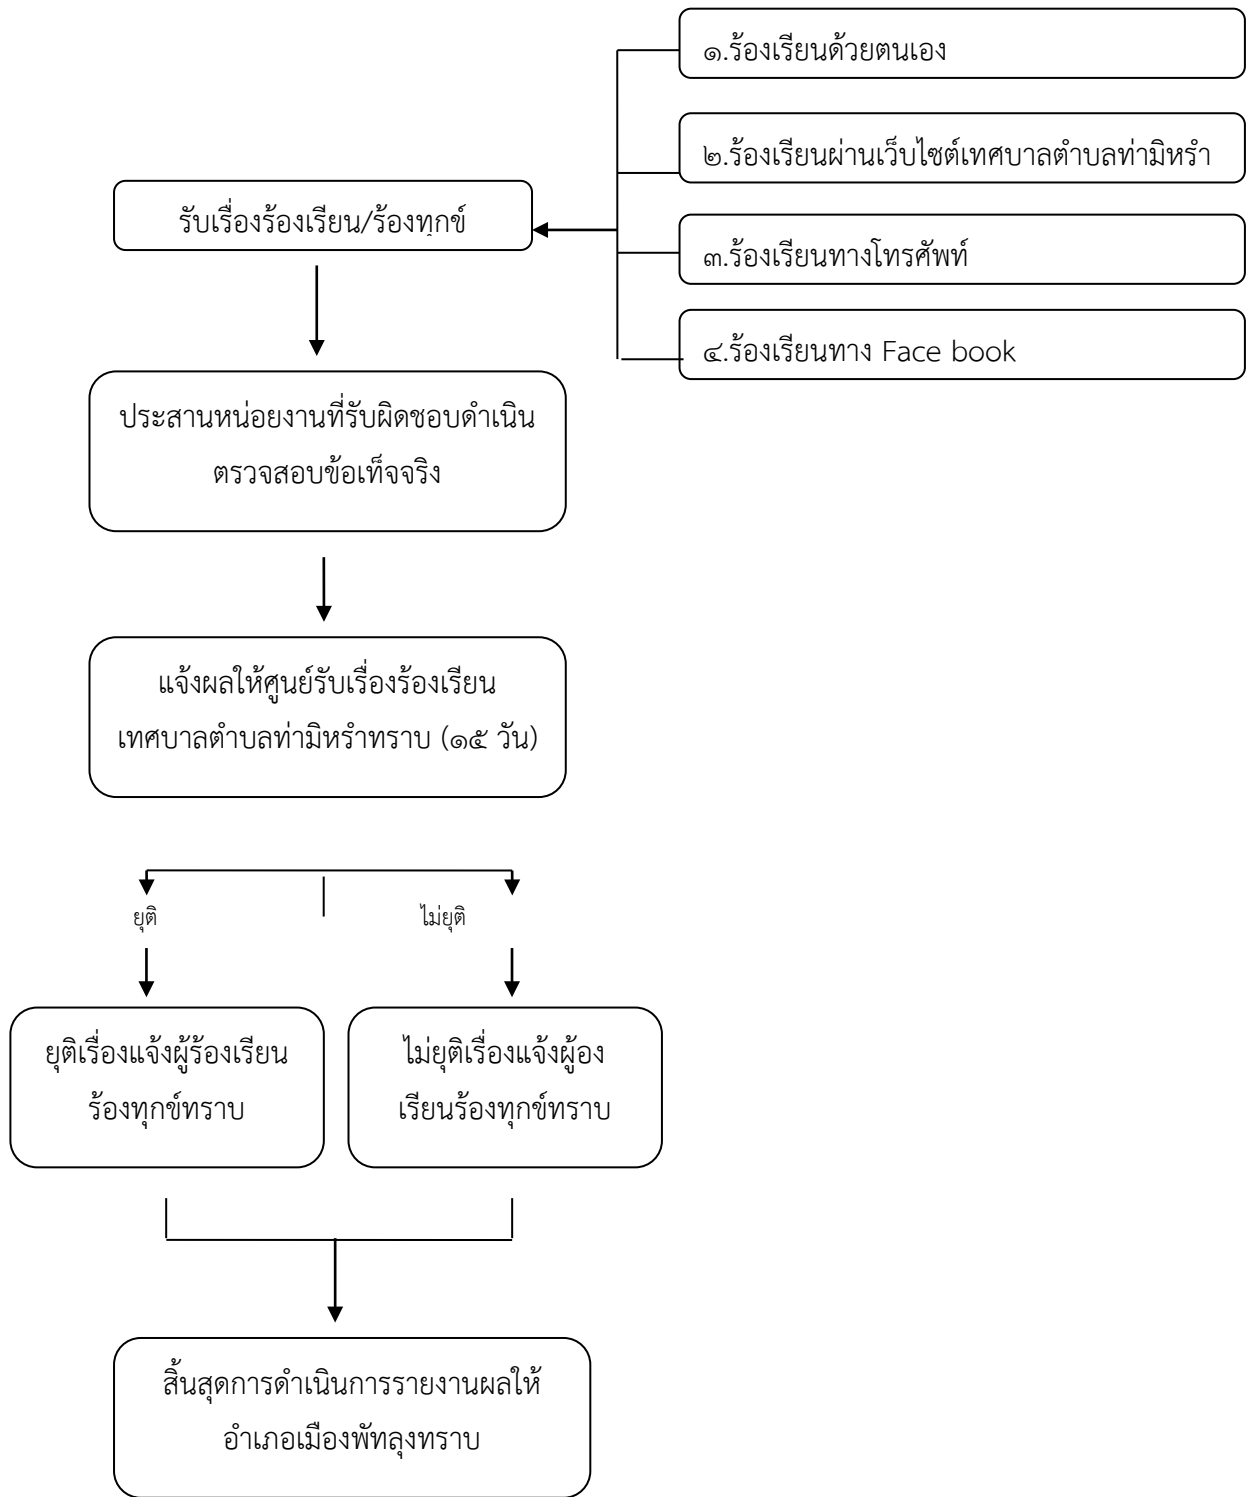 ๑.ร้องเรียนด้วยตนเอง
๒.ร้องเรียนผ่านเว็บไซต์เทศบาลตำบลท่ามิหรำ
รับเรื่องร้องเรียน/ร้องทุกข์
๓.ร้องเรียนทางโทรศัพท์
๔.ร้องเรียนทาง Face book
ประสานหน่อยงานที่รับผิดชอบดำเนิน
ตรวจสอบข้อเท็จจริง
แจ้งผลให้ศูนย์รับเรื่องร้องเรียน
เทศบาลตำบลท่ามิหรำทราบ (๑๕ วัน)
ยุติ
ไม่ยุติ
ยุติเรื่องแจ้งผู้ร้องเรียน
ร้องทุกข์ทราบ
ไม่ยุติเรื่องแจ้งผู้อง
เรียนร้องทุกข์ทราบ
สิ้นสุดการดำเนินการรายงานผลให้
อำเภอเมืองพัทลุงทราบ